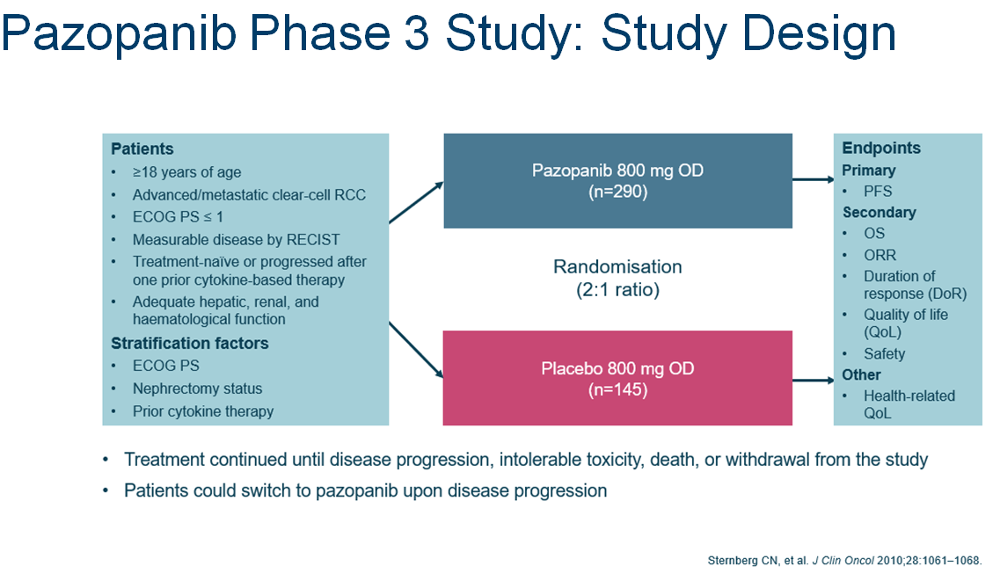 Pazopanib Phase 3 Study: Study Design
Patients
• ≥18 years of age
• Advanced/metastatic clear-cell RCC
• ECOG PS ≤ 1
• Measurable disease by RECIST
• Treatment-naïve or progressed after
one prior cytokine-based therapy
• Adequate hepatic, renal, and
haematological function
Stratification factors
• ECOG PS
• Nephrectomy status
• Prior cytokine therapy
Pazopanib 800 mg OD
(n=290)
Randomisation
(2:1 ratio)
Placebo 800 mg OD
(n=145)
Endpoints
Primary
• PFS
Secondary
• OS
• ORR
• Duration of
response (DoR)
• Quality of life
(QoL)
• Safety
Other
• Health-related
QoL
• Treatment continued until disease progression, intolerable toxicity, death, or withdrawal from the study
• Patients could switch to pazopanib upon disease progression
Sternberg CN, et al. J Clin Oncol 2010;28:1061–1068.